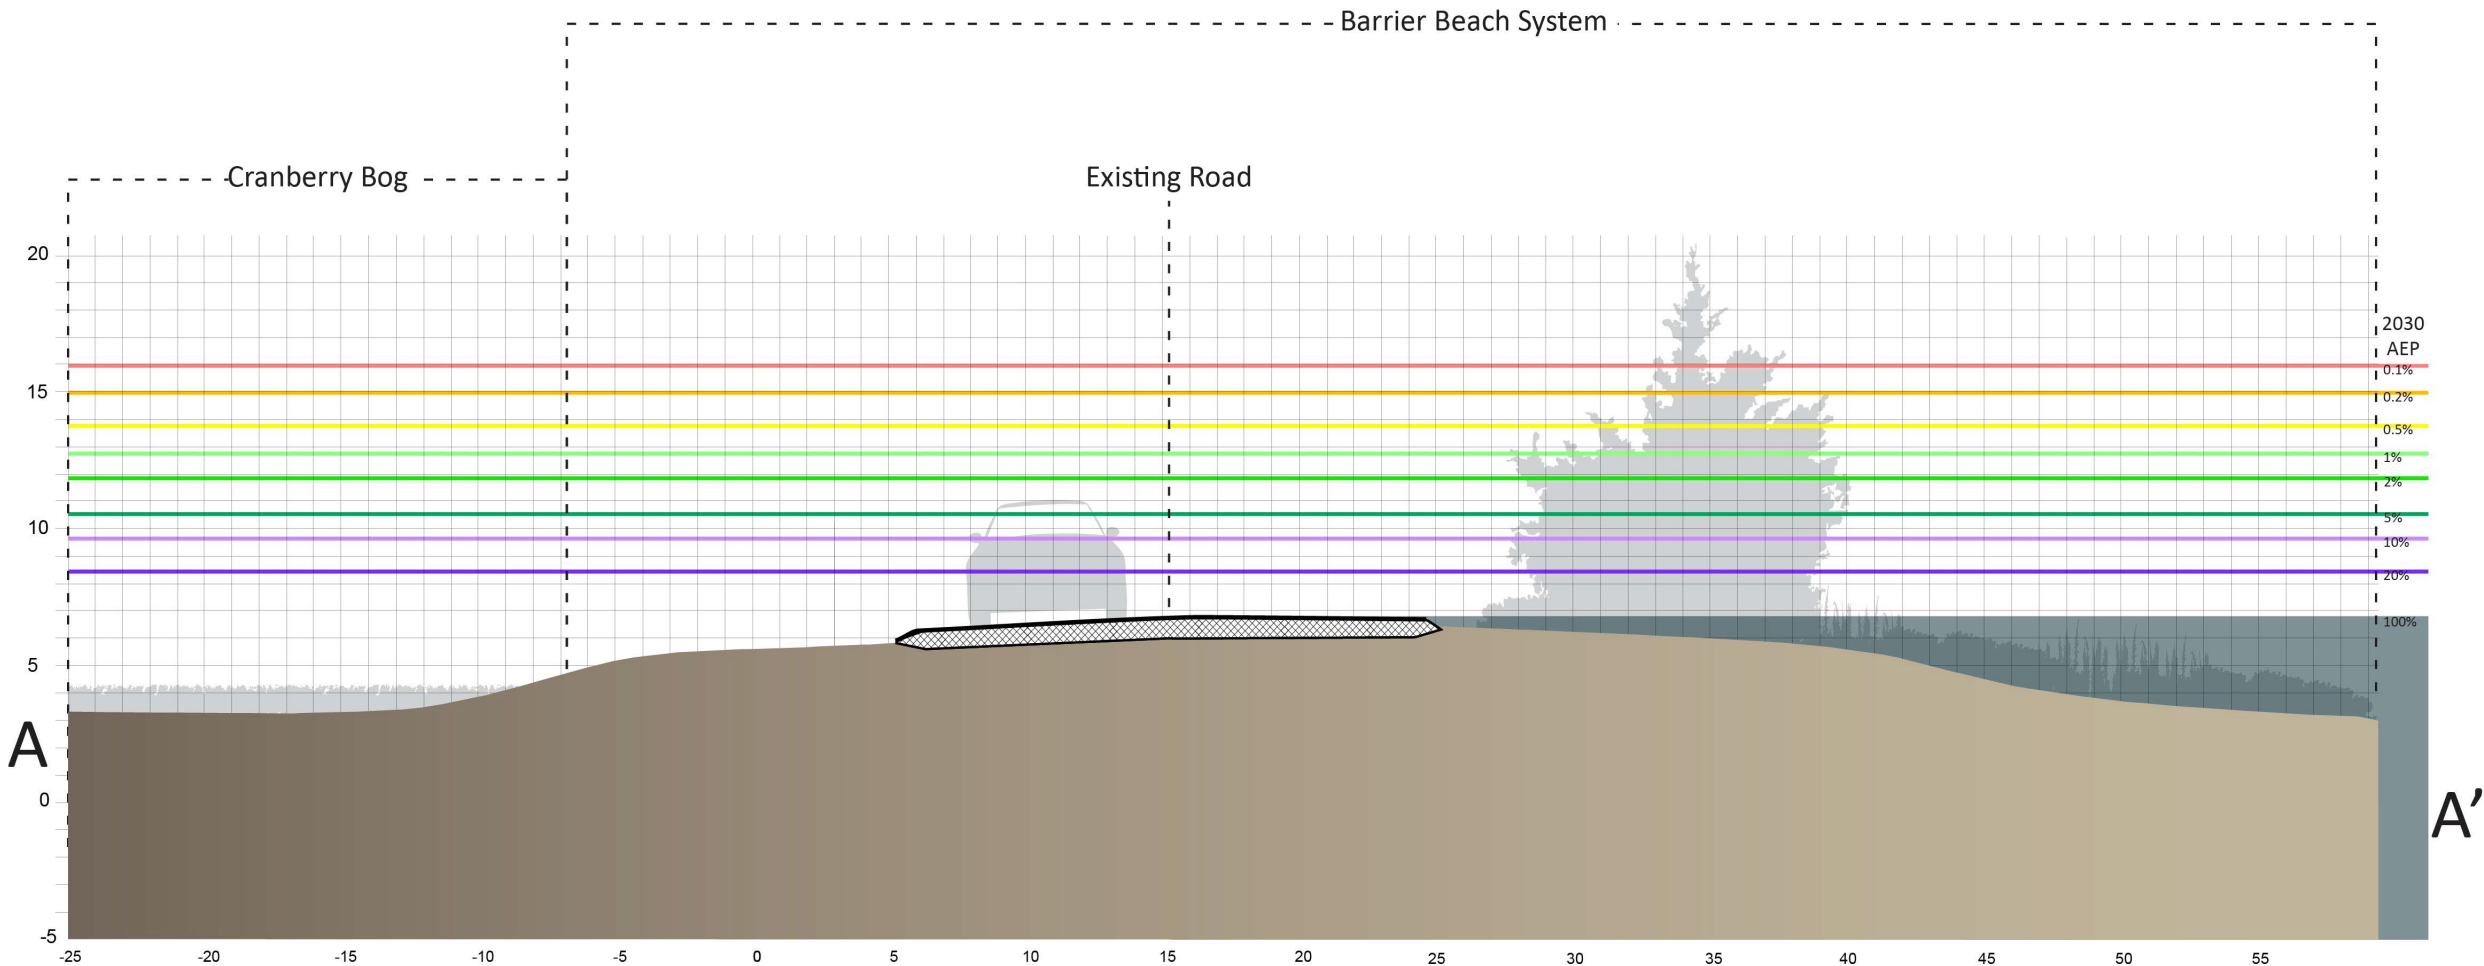 Barrier Beach System
Cranberry Bog
Existing Road
20
15
10
5
0
-5
2030
AEP
0.1%
0.2%
0.5%
1%
2%
5%
10%
20%
100%
A
A’
-25 -20 -15 -10 -5 0 5 10 15 20 25 30 35 40 45 50 55